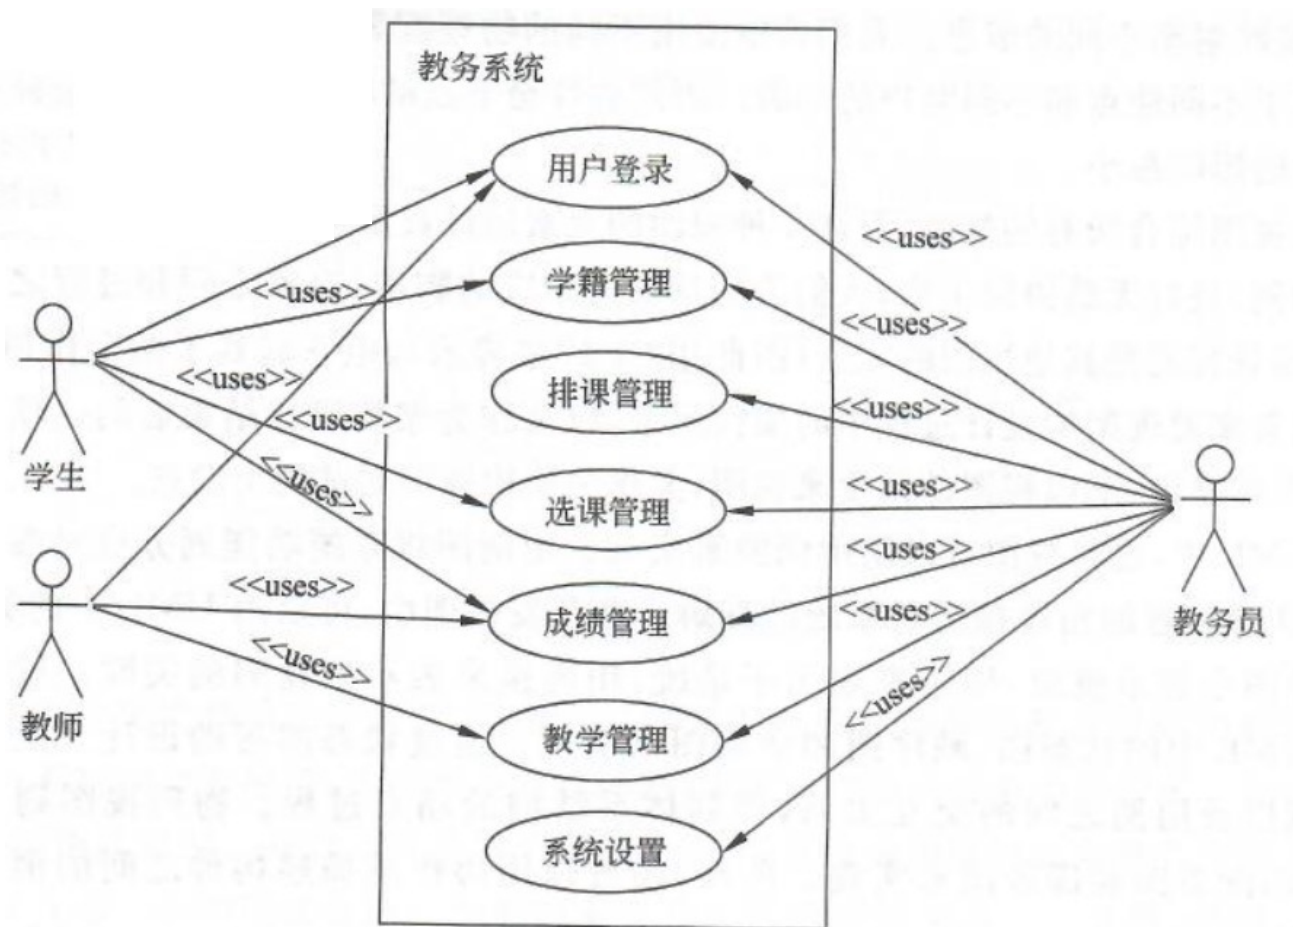 教务系统
用户登录
<<uses>>
<<uses>>
学籍管理
<<uses>>
<<uses>>
排课管理
<<uses>>
<<uses>>
学生
<<uses>>
选课管理
<<uses>>
<<uses>>
<<uses>>
成绩管理
<<uses>>
教务员
<<uses>>
<<uses>>
教师
教学管理
系统设置